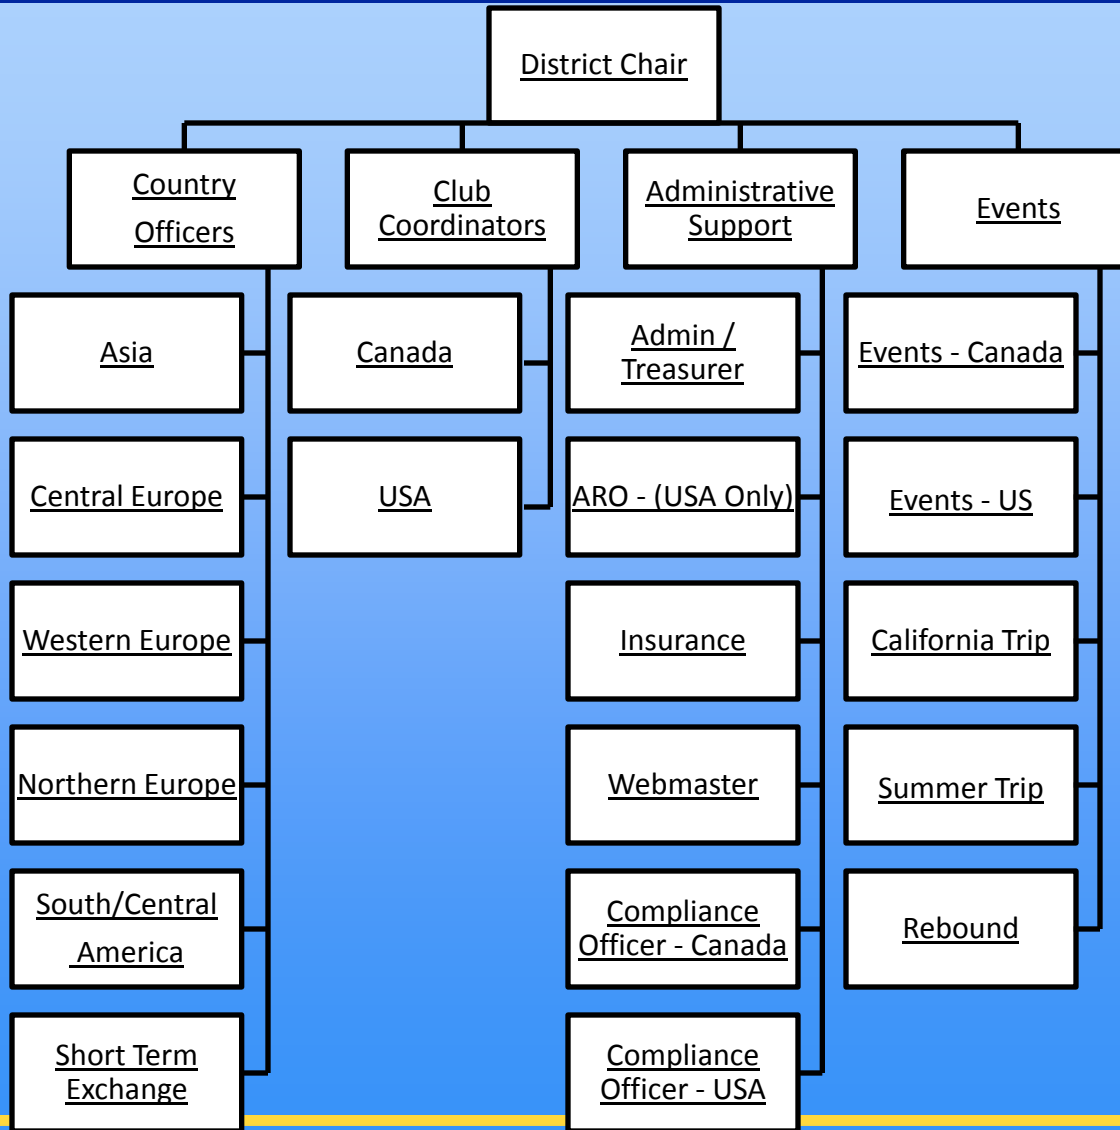 District Chair
Country
Officers
Club
Coordinators
Administrative
Support
Events
Asia
Canada
Admin /
Treasurer
Events - Canada
Central Europe
USA
ARO - (USA Only)
Events - US
Western Europe
Insurance
California Trip
Northern Europe
Webmaster
Summer Trip
South/Central
America
Compliance
Officer - Canada
Rebound
Short Term
Exchange
Compliance
Officer - USA